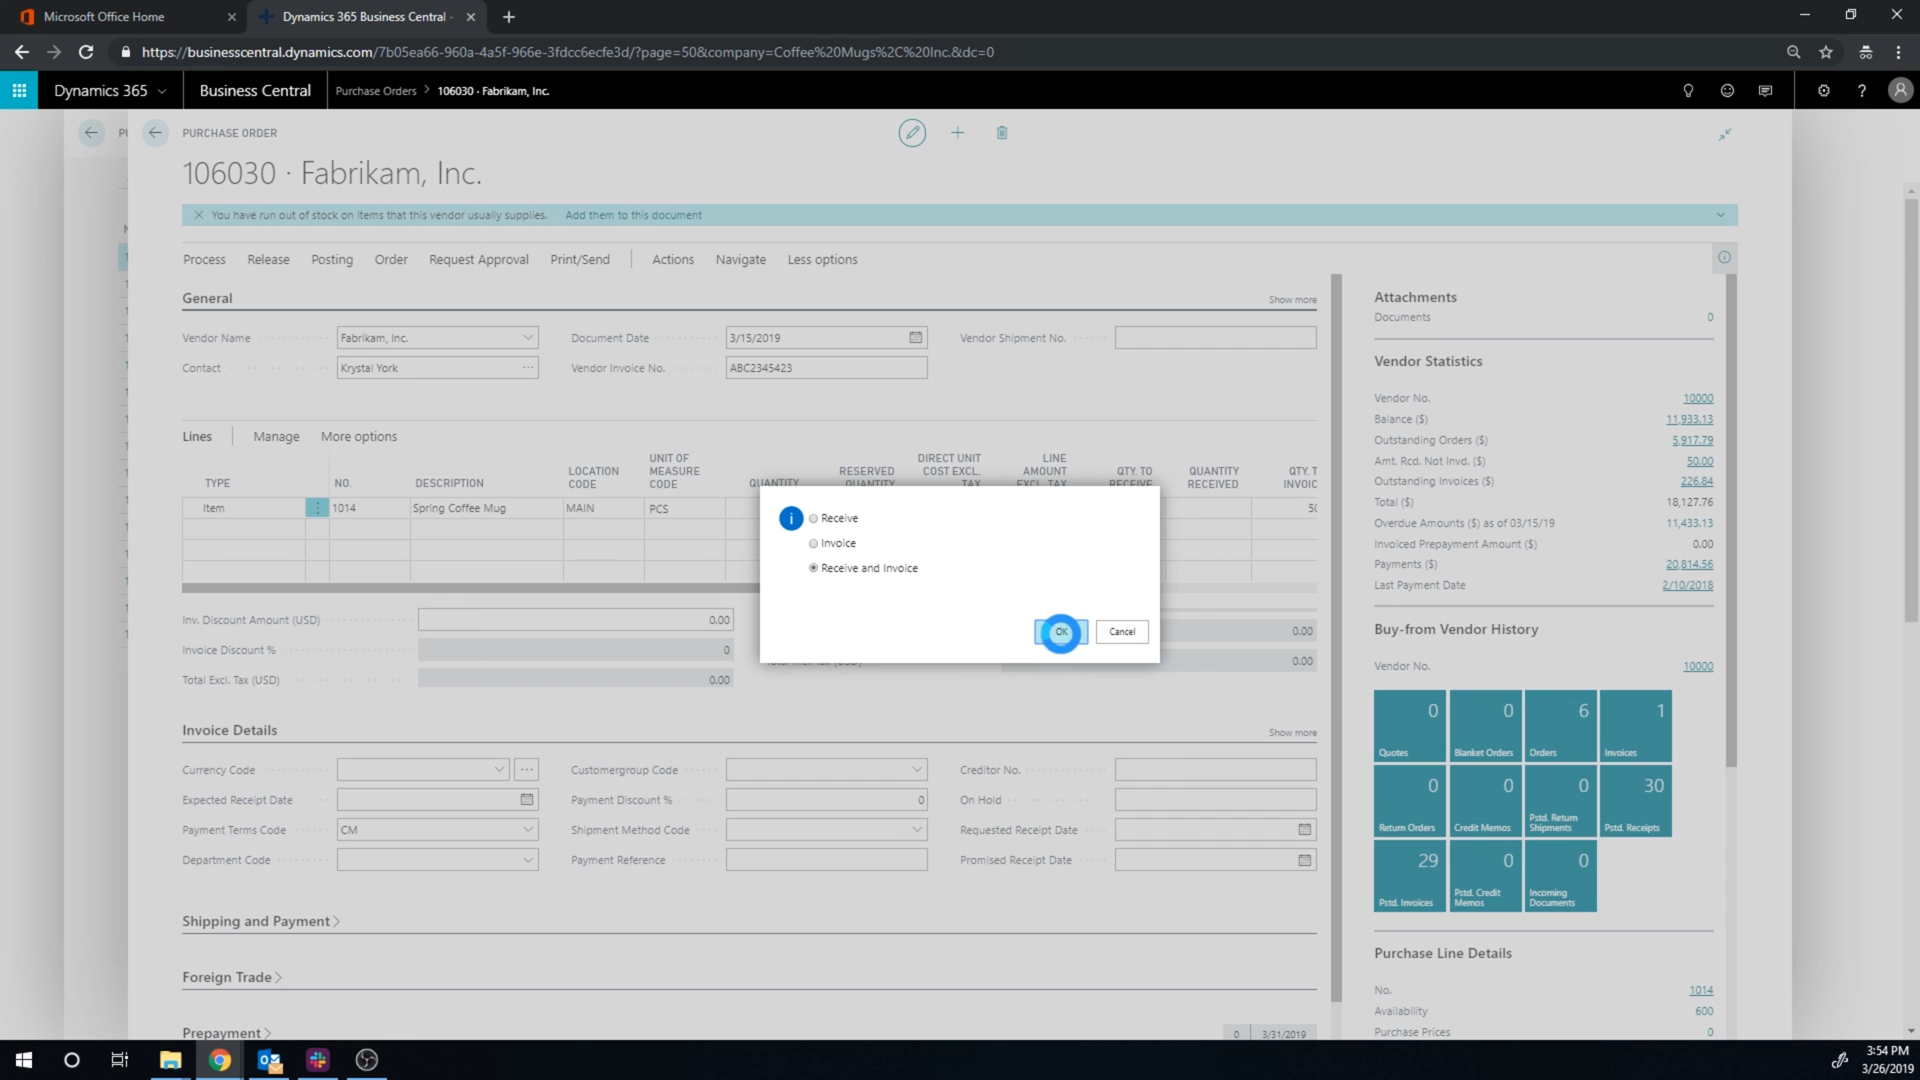 Microsoft Office Home
Dynamics 365 Business Central -
https://businesscentral.dynamics.com/7b05ea66-960a-4a5f-966e-3fdcc6ecfe3d/?page=50&company=Coffee%20Mugs%2C%20Inc.&dc=0
Dynamics 365
Business Central
Purchase Orders > 106030 · Fabrikam, Inc.
PURCHASE ORDER
106030 · Fabrikam, Inc.
You have run out of stock on items that this vendor usually supplies. Add them to this document
Process Release Posting Order Request Approval Print/Send Actions Navigate Less options
General
Show more
Vendor Name Fabrikam, Inc.
Document Date 3/15/2019
Vendor Shipment No.
Contact Krystal York
Vendor Invoice No. ABC2345423
Lines Manage More options
TYPE
NO.
DESCRIPTION
LOCATION CODE
UNIT OF MEASURE CODE
QUANTITY
RESERVED QUANTITY
DIRECT UNIT COST EXCL. TAX
LINE AMOUNT EXCL. TAX
QTY. TO RECEIVE
QUANTITY RECEIVED
QTY. T INVOIC
Item 1014 Spring Coffee Mug MAIN PCS
Receive
Invoice
Receive and Invoice
OK Cancel
Inv. Discount Amount (USD) 0.00
Invoice Discount % 0
Total Excl. Tax (USD) 0.00
0.00
0.00
Invoice Details
Show more
Currency Code
Customergroup Code
Creditor No.
Expected Receipt Date
Payment Discount % 0
On Hold
Payment Terms Code CM
Shipment Method Code
Requested Receipt Date
Department Code
Payment Reference
Promised Receipt Date
Shipping and Payment >
Foreign Trade >
Prepayment >
0 3/31/2019
Attachments
Documents 0
Vendor Statistics
Vendor No. 10000
Balance ($) 11,933.13
Outstanding Orders ($) 5,917.79
Amt. Rcd. Not Invd. ($) 50.00
Outstanding Invoices ($) 226.84
Total ($) 18,127.76
Overdue Amounts ($) as of 03/15/19 11,433.13
Invoiced Prepayment Amount ($) 0.00
Payments ($) 20,814.56
Last Payment Date 2/10/2018
Buy-from Vendor History
Vendor No. 10000
0 Quotes
0 Blanket Orders
6 Orders
1 Invoices
0 Return Orders
0 Credit Memos
0 Pstd. Return Shipments
30 Pstd. Receipts
29 Pstd. Invoices
0 Pstd. Credit Memos
0 Incoming Documents
Purchase Line Details
No. 1014
Availability 600
Purchase Prices 0
3:54 PM
3/26/2019